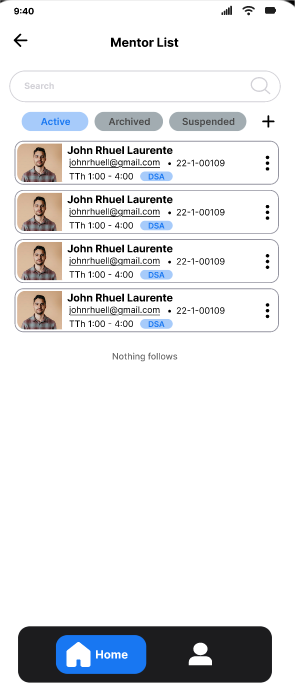 9:40
Mentor List
Search
Active Archived Suspended
John Rhuel Laurente
johnrhuell@gmail.com • 22-1-00109
TTh 1:00 - 4:00 DSA
John Rhuel Laurente
johnrhuell@gmail.com • 22-1-00109
TTh 1:00 - 4:00 DSA
John Rhuel Laurente
johnrhuell@gmail.com • 22-1-00109
TTh 1:00 - 4:00 DSA
John Rhuel Laurente
johnrhuell@gmail.com • 22-1-00109
TTh 1:00 - 4:00 DSA
Nothing follows
Home